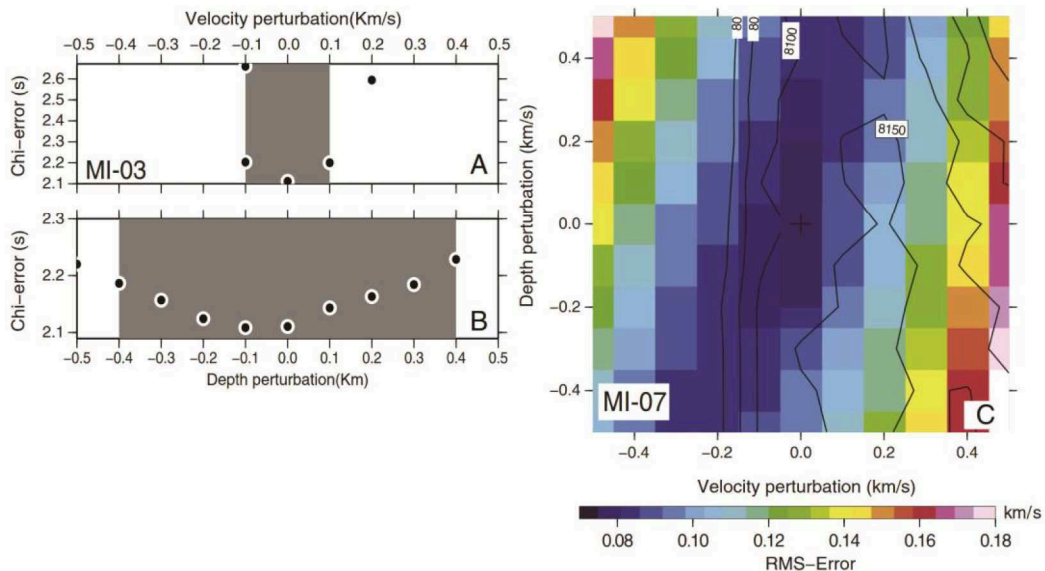 Velocity perturbation(Km/s)
−0.5 −0.4 −0.3 −0.2 −0.1 0.0 0.1 0.2 0.3 0.4 0.5
Chi−error (s)
2.6
2.5
2.4
2.3
2.2
2.1
MI-03
A
Chi−error (s)
2.3
2.2
2.1
B
−0.5 −0.4 −0.3 −0.2 −0.1 0.0 0.1 0.2 0.3 0.4 0.5
Depth perturbation(Km)
80
80
8100
8150
Depth perturbation (km/s)
0.4
0.2
0.0
−0.2
−0.4
MI-07
C
−0.4 −0.2 0.0 0.2 0.4
Velocity perturbation (km/s)
km/s
0.08 0.10 0.12 0.14 0.16 0.18
RMS−Error